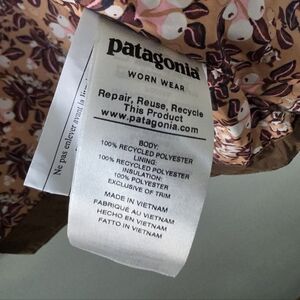 patagonia
WORN WEAR
Repair, Reuse, Recycle
This Product
www.patagonia.com
BODY:
100% RECYCLED POLYESTER
LINING:
100% RECYCLED POLYESTER
INSULATION:
100% POLYESTER
EXCLUSIVE OF TRIM
MADE IN VIETNAM
FABRIQUÉ AU VIETNAM
HECHO EN VIETNAM
FATTO IN VIETNAM
Ne pas enlever avant la